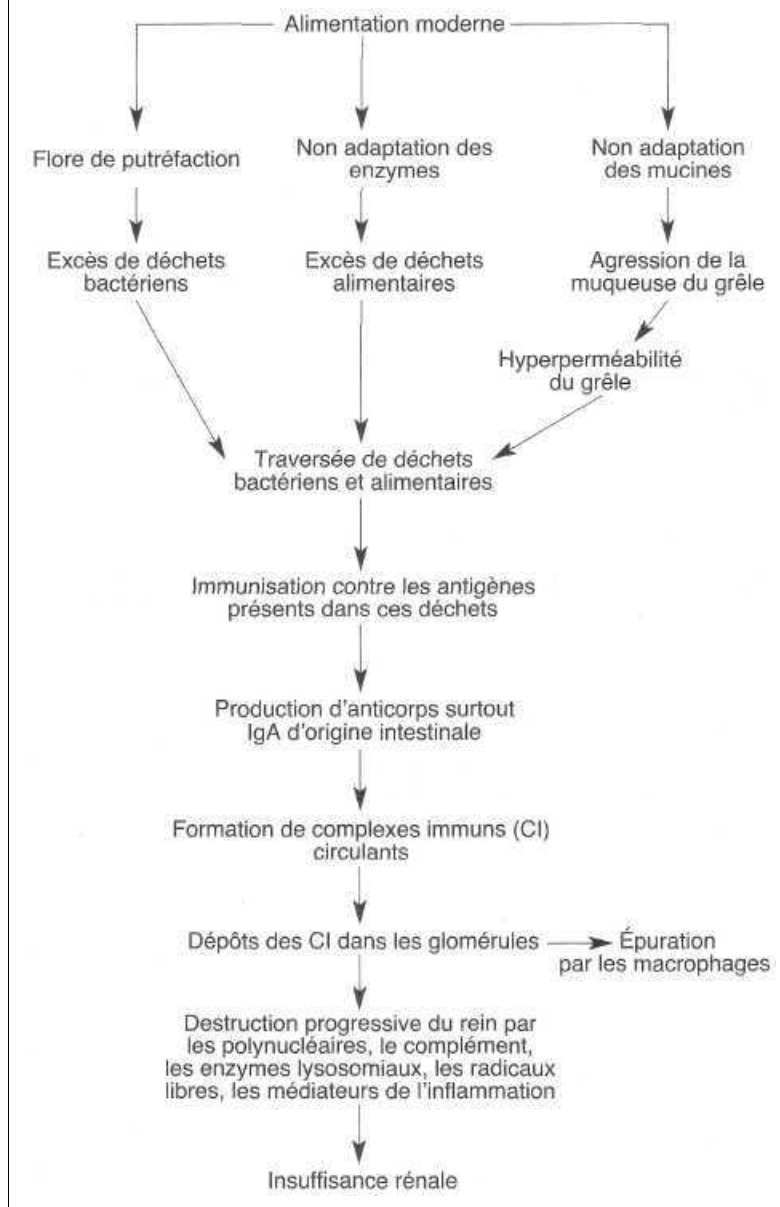 Alimentation moderne
Flore de putréfaction
Non adaptation des
enzymes
Non adaptation
des mucines
Excès de déchets
bactériens
Excès de déchets
alimentaires
Agression de la
muqueuse du grêle
Hyperperméabilité
du grêle
Traversée de déchets
bactériens et alimentaires
Immunisation contre les antigènes
présents dans ces déchets
Production d'anticorps surtout
IgA d'origine intestinale
Formation de complexes immuns (CI)
circulants
Dépôts des CI dans les glomérules
Épuration
par les macrophages
Destruction progressive du rein par
les polynucléaires, le complément,
les enzymes lysosomiaux, les radicaux
libres, les médiateurs de l'inflammation
Insuffisance rénale